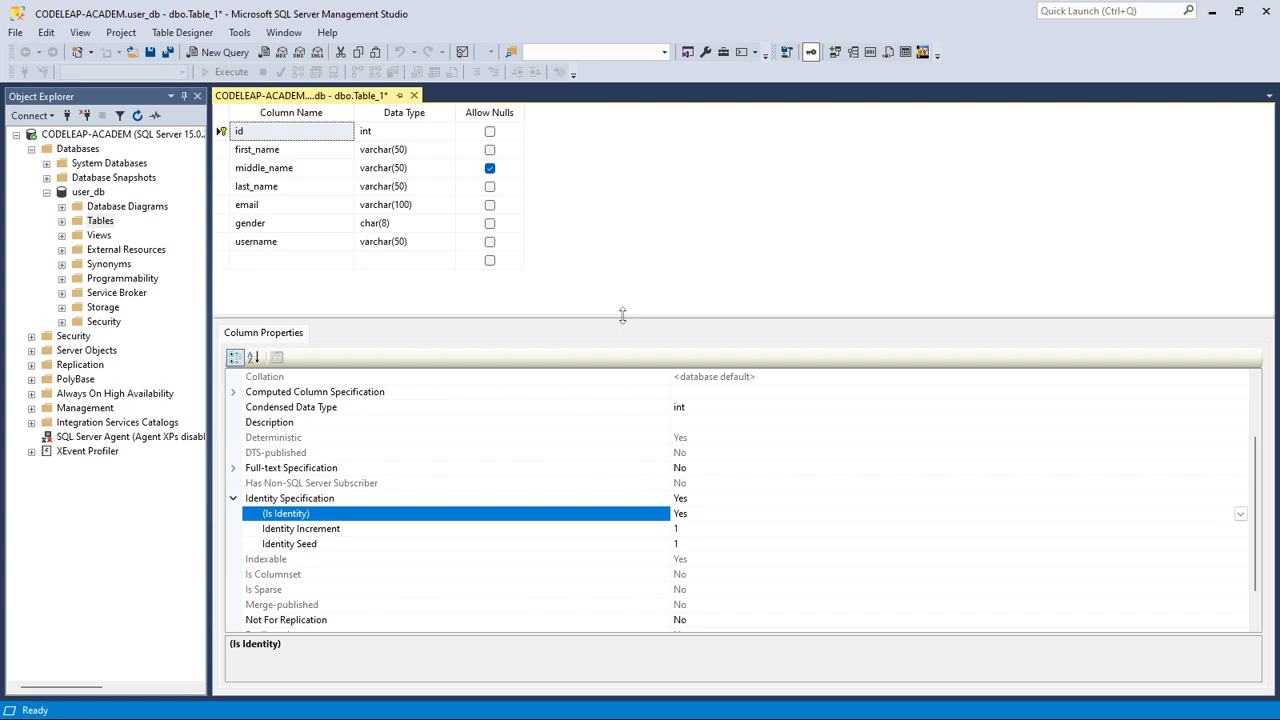 CODELEAP-ACADEM.user_db - dbo.Table_1* - Microsoft SQL Server Management Studio
Quick Launch (Ctrl+Q)
File Edit View Project Table Designer Tools Window Help
New Query
Execute
Object Explorer
CODELEAP-ACADEM....db - dbo.Table_1*
Connect
CODELEAP-ACADEM (SQL Server 15.0.2
Databases
System Databases
Database Snapshots
user_db
Database Diagrams
Tables
Views
External Resources
Synonyms
Programmability
Service Broker
Storage
Security
Security
Server Objects
Replication
PolyBase
Always On High Availability
Management
Integration Services Catalogs
SQL Server Agent (Agent XPs disabl
XEvent Profiler
Column Name Data Type Allow Nulls
id int
first_name varchar(50)
middle_name varchar(50)
last_name varchar(50)
email varchar(100)
gender char(8)
username varchar(50)
Column Properties
Collation <database default>
Computed Column Specification
Condensed Data Type int
Description
Deterministic Yes
DTS-published No
Full-text Specification No
Has Non-SQL Server Subscriber No
Identity Specification Yes
(Is Identity) Yes
Identity Increment 1
Identity Seed 1
Indexable Yes
Is Columnset No
Is Sparse No
Merge-published No
Not For Replication No
(Is Identity)
Ready